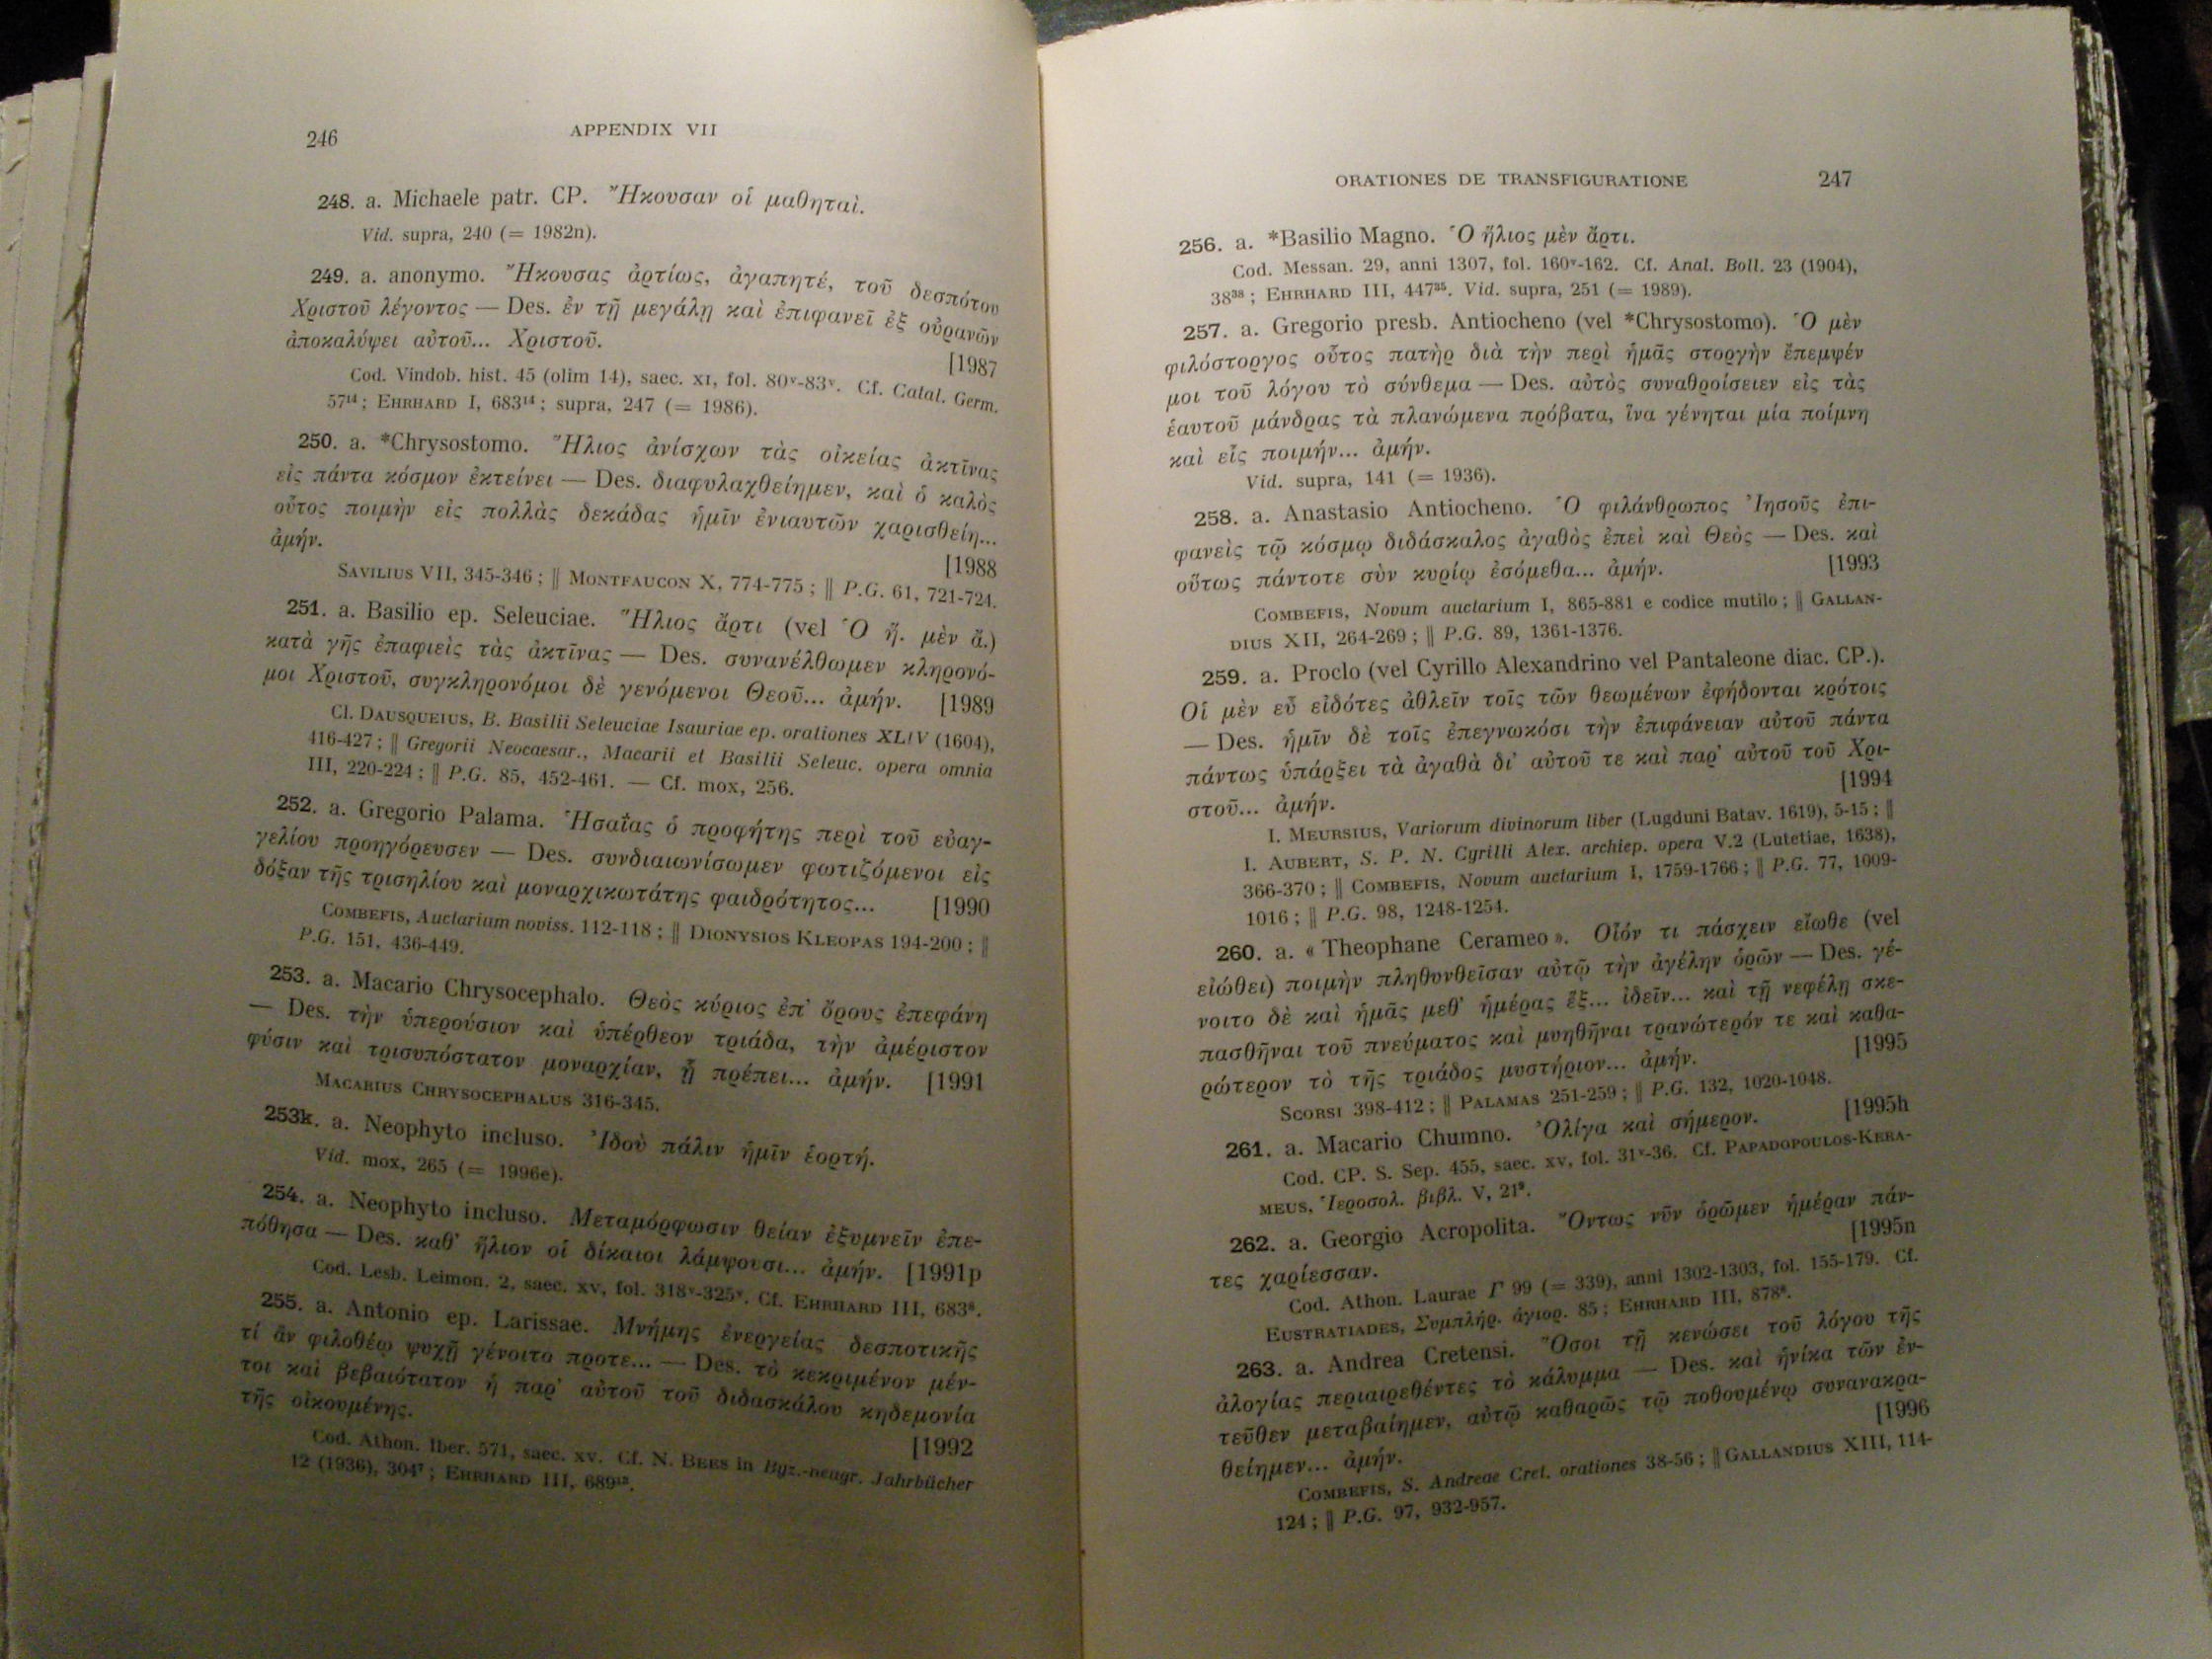 246
APPENDIX VII
248. a. Michaele patr. CP. Ἤκουσαν οἱ μαθηταὶ.
Vid. supra, 240 (= 1982n).
249. a. anonymo. Ἤκουσας ἀρτίως, ἀγαπητέ, τοῦ δεσπότου
Χριστοῦ λέγοντος — Des. ἐν τῇ μεγάλῃ καὶ ἐπιφανεῖ ἐξ οὐρανῶν
ἀποκαλύψει αὐτοῦ... Χριστοῦ.
[1987
Cod. Vindob. hist. 45 (olim 14), saec. XI, fol. 80ᵛ-83ᵛ. Cf. Catal. Germ.
57¹⁴ ; EHRHARD I, 683¹⁴ ; supra, 247 (= 1986).
250. a. *Chrysostomo. Ἥλιος ἀνίσχων τὰς οἰκείας ἀκτῖνας
εἰς πάντα κόσμον ἐκτείνει — Des. διαφυλαχθείημεν, καὶ ὁ καλὸς
οὗτος ποιμὴν εἰς πολλὰς δεκάδας ἡμῖν ἐνιαυτῶν χαρισθείη...
ἀμήν.
[1988
SAVILIUS VII, 345-346 ; ‖ MONTFAUCON X, 774-775 ; ‖ P.G. 61, 721-724.
251. a. Basilio ep. Seleuciae. Ἥλιος ἄρτι (vel Ὁ ἥ. μὲν ἄ.)
κατὰ γῆς ἐπαφιεὶς τὰς ἀκτῖνας — Des. συνανέλθωμεν κληρονό-
μοι Χριστοῦ, συγκληρονόμοι δὲ γενόμενοι Θεοῦ... ἀμήν. [1989
Cl. DAUSQUEIUS, B. Basilii Seleuciae Isauriae ep. orationes XLIV (1604),
416-427 ; ‖ Gregorii Neocaesar., Macarii et Basilii Seleuc. opera omnia
III, 220-224 ; ‖ P.G. 85, 452-461. — Cf. mox, 256.
252. a. Gregorio Palama. Ἡσαΐας ὁ προφήτης περὶ τοῦ εὐαγ-
γελίου προηγόρευσεν — Des. συνδιαιωνίσωμεν φωτιζόμενοι εἰς
δόξαν τῆς τρισηλίου καὶ μοναρχικωτάτης φαιδρότητος... [1990
COMBEFIS, Auctarium noviss. 112-118 ; ‖ DIONYSIOS KLEOPAS 194-200 ; ‖
P.G. 151, 436-449.
253. a. Macario Chrysocephalo. Θεὸς κύριος ἐπ᾽ ὄρους ἐπεφάνη
— Des. τὴν ὑπερούσιον καὶ ὑπέρθεον τριάδα, τὴν ἀμέριστον
φύσιν καὶ τρισυπόστατον μοναρχίαν, ᾗ πρέπει... ἀμήν. [1991
MACARIUS CHRYSOCEPHALUS 316-345.
253k. a. Neophyto incluso. Ἰδοὺ πάλιν ἡμῖν ἑορτή.
Vid. mox, 265 (= 1996e).
254. a. Neophyto incluso. Μεταμόρφωσιν θείαν ἐξυμνεῖν ἐπε-
πόθησα — Des. καθ᾽ ἥλιον οἱ δίκαιοι λάμψουσι... ἀμήν. [1991p
Cod. Lesb. Leimon. 2, saec. XV, fol. 318ᵛ-325ᵛ. Cf. EHRHARD III, 683⁸.
255. a. Antonio ep. Larissae. Μνήμης ἐνεργείας δεσποτικῆς
τί ἂν φιλοθέῳ ψυχῇ γένοιτο προτε... — Des. τὸ κεκριμένον μέν-
τοι καὶ βεβαιότατον ἡ παρ᾽ αὐτοῦ τοῦ διδασκάλου κηδεμονία
τῆς οἰκουμένης.
[1992
Cod. Athon. Iber. 571, saec. XV. Cf. N. BEES in Byz.-neugr. Jahrbücher
12 (1936), 304⁷ ; EHRHARD III, 689¹².
ORATIONES DE TRANSFIGURATIONE
247
256. a. *Basilio Magno. Ὁ ἥλιος μὲν ἄρτι.
Cod. Messan. 29, anni 1307, fol. 160ᵛ-162. Cf. Anal. Boll. 23 (1904),
38³⁸ ; EHRHARD III, 447³⁵. Vid. supra, 251 (= 1989).
257. a. Gregorio presb. Antiocheno (vel *Chrysostomo). Ὁ μὲν
φιλόστοργος οὗτος πατὴρ διὰ τὴν περὶ ἡμᾶς στοργὴν ἔπεμψέν
μοι τοῦ λόγου τὸ σύνθεμα — Des. αὐτὸς συναθροίσειεν εἰς τὰς
ἑαυτοῦ μάνδρας τὰ πλανώμενα πρόβατα, ἵνα γένηται μία ποίμνη
καὶ εἷς ποιμήν... ἀμήν.
Vid. supra, 141 (= 1936).
258. a. Anastasio Antiocheno. Ὁ φιλάνθρωπος Ἰησοῦς ἐπι-
φανεὶς τῷ κόσμῳ διδάσκαλος ἀγαθὸς ἐπεὶ καὶ Θεὸς — Des. καὶ
οὕτως πάντοτε σὺν κυρίῳ ἐσόμεθα... ἀμήν. [1993
COMBEFIS, Novum auctarium I, 865-881 e codice mutilo ; ‖ GALLAN-
DIUS XII, 264-269 ; ‖ P.G. 89, 1361-1376.
259. a. Proclo (vel Cyrillo Alexandrino vel Pantaleone diac. CP.).
Οἱ μὲν εὖ εἰδότες ἀθλεῖν τοῖς τῶν θεωμένων ἐφήδονται κρότοις
— Des. ἡμῖν δὲ τοῖς ἐπεγνωκόσι τὴν ἐπιφάνειαν αὐτοῦ πάντα
πάντως ὑπάρξει τὰ ἀγαθὰ δι᾽ αὐτοῦ τε καὶ παρ᾽ αὐτοῦ τοῦ Χρι-
στοῦ... ἀμήν. [1994
I. MEURSIUS, Variorum divinorum liber (Lugduni Batav. 1619), 5-15 ; ‖
I. AUBERT, S. P. N. Cyrilli Alex. archiep. opera V.2 (Lutetiae, 1638),
366-370 ; ‖ COMBEFIS, Novum auctarium I, 1759-1766 ; ‖ P.G. 77, 1009-
1016 ; ‖ P.G. 98, 1248-1254.
260. a. « Theophane Cerameo ». Οἷόν τι πάσχειν εἴωθε (vel
εἰώθει) ποιμὴν πληθυνθεῖσαν αὐτῷ τὴν ἀγέλην ὁρῶν — Des. γέ-
νοιτο δὲ καὶ ἡμᾶς μεθ᾽ ἡμέρας ἓξ... ἰδεῖν... καὶ τῇ νεφέλῃ σκε-
πασθῆναι τοῦ πνεύματος καὶ μυηθῆναι τρανώτερόν τε καὶ καθα-
ρώτερον τὸ τῆς τριάδος μυστήριον... ἀμήν. [1995
SCORSI 398-412 ; ‖ PALAMAS 251-259 ; ‖ P.G. 132, 1020-1048.
261. a. Macario Chumno. Ὀλίγα καὶ σήμερον. [1995h
Cod. CP. S. Sep. 455, saec. XV, fol. 31ᵛ-36. Cf. PAPADOPOULOS-KERA-
MEUS, Ἱεροσολ. βιβλ. V, 21⁹.
262. a. Georgio Acropolita. Ὄντως νῦν ὁρῶμεν ἡμέραν πάν-
τες χαρίεσσαν. [1995n
Cod. Athon. Laurae Γ 99 (= 339), anni 1302-1303, fol. 155-179. Cf.
EUSTRATIADES, Συμπλήρ. ἁγιορ. 85 ; EHRHARD III, 878⁸.
263. a. Andrea Cretensi. Ὅσοι τῇ κενώσει τοῦ λόγου τῆς
ἀλογίας περιαιρεθέντες τὸ κάλυμμα — Des. καὶ ἡνίκα τῶν ἐν-
τεῦθεν μεταβαίημεν, αὐτῷ καθαρῶς τῷ ποθουμένῳ συνανακρα-
θείημεν... ἀμήν. [1996
COMBEFIS, S. Andreae Cret. orationes 38-56 ; ‖ GALLANDIUS XIII, 114-
124 ; ‖ P.G. 97, 932-957.